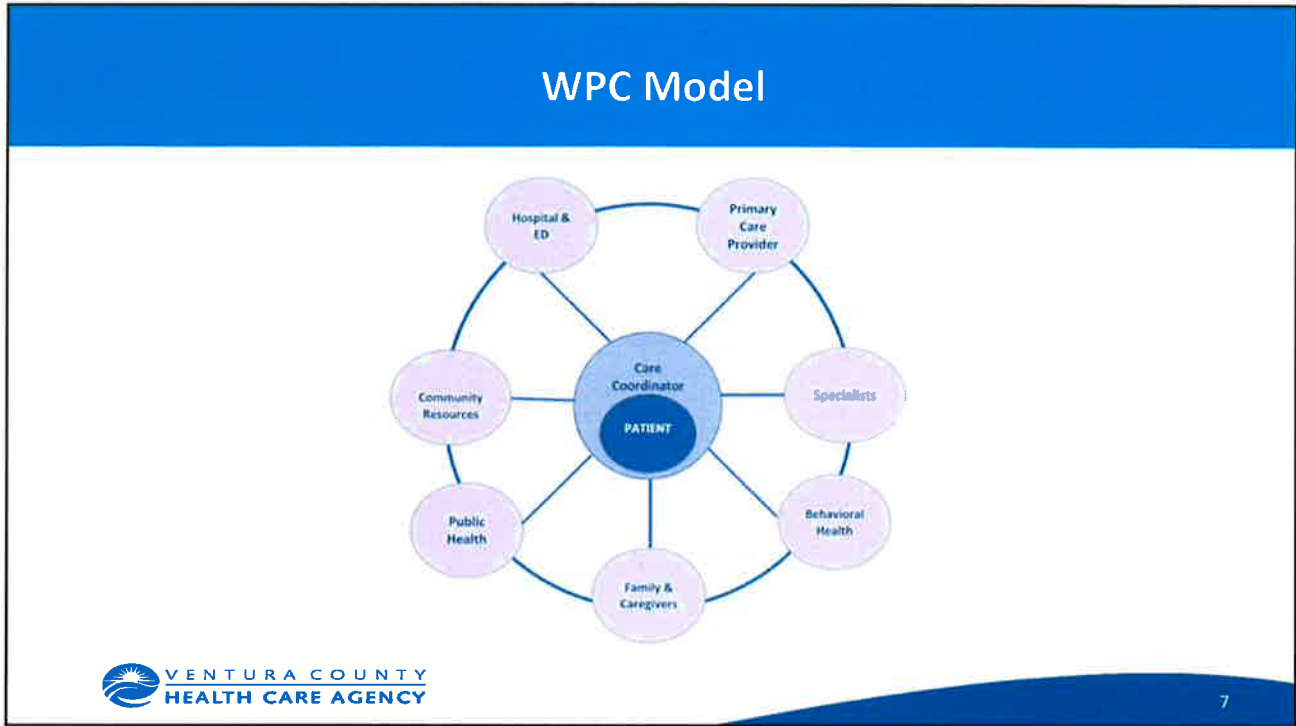 WPC Model
Hospital &
ED
Primary
Care
Provider
Care
Coordinator
PATIENT
Community
Resources
Specialists
Public
Health
Behavioral
Health
Family &
Caregivers
VENTURA COUNTY
HEALTH CARE AGENCY
7